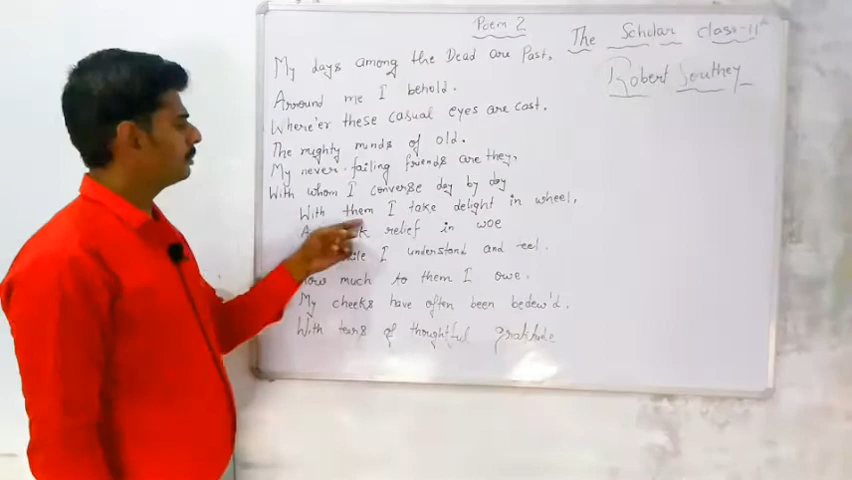 Poem 2
The Scholar class-11th
Robert Southey
My days among the Dead are Past,
Arround me I behold.
Where'er these casual eyes are cast.
The mighty minds of old.
My never-failing friends are they,
With whom I converse day by day
With them I take delight in wheel,
relief in woe
I understand and
How much to them I owe.
My cheeks have often been bedew'd.
With tears of thoughtful gratitude